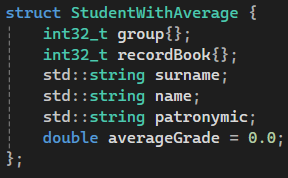 struct StudentWithAverage {
    int32_t group{};
    int32_t recordBook{};
    std::string surname;
    std::string name;
    std::string patronymic;
    double averageGrade = 0.0;
};